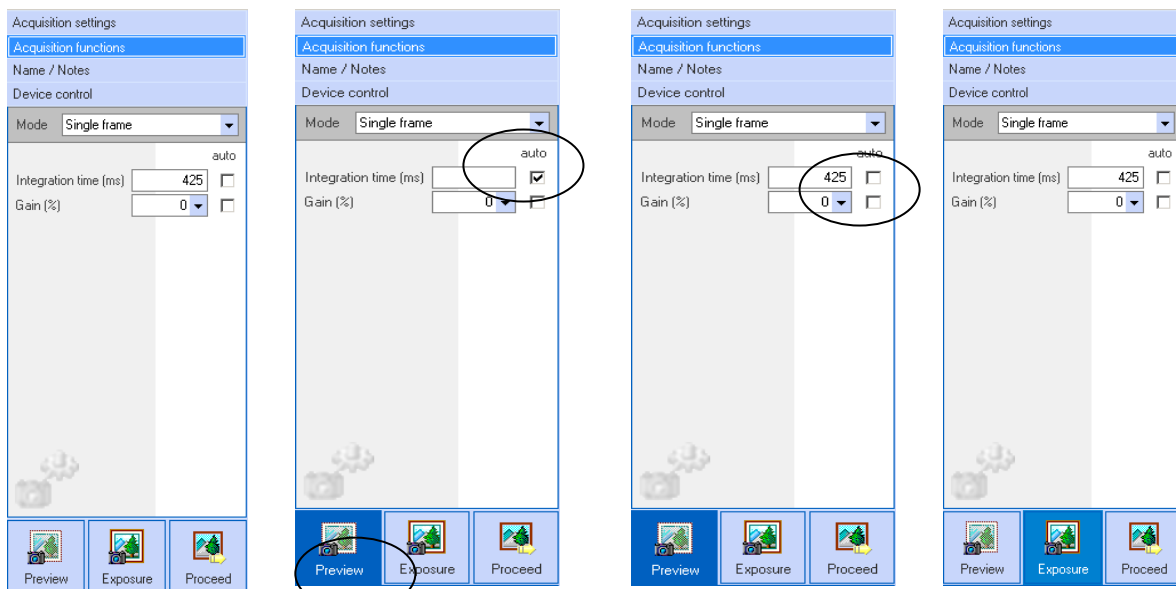 Acquisition settings
Acquisition functions
Name / Notes
Device control
Mode Single frame
auto
Integration time (ms) 425
Gain (%) 0
Preview Exposure Proceed
Acquisition settings
Acquisition functions
Name / Notes
Device control
Mode Single frame
auto
Integration time (ms)
Gain (%) 0
Preview Exposure Proceed
Acquisition settings
Acquisition functions
Name / Notes
Device control
Mode Single frame
auto
Integration time (ms) 425
Gain (%) 0
Preview Exposure Proceed
Acquisition settings
Acquisition functions
Name / Notes
Device control
Mode Single frame
auto
Integration time (ms) 425
Gain (%) 0
Preview Exposure Proceed